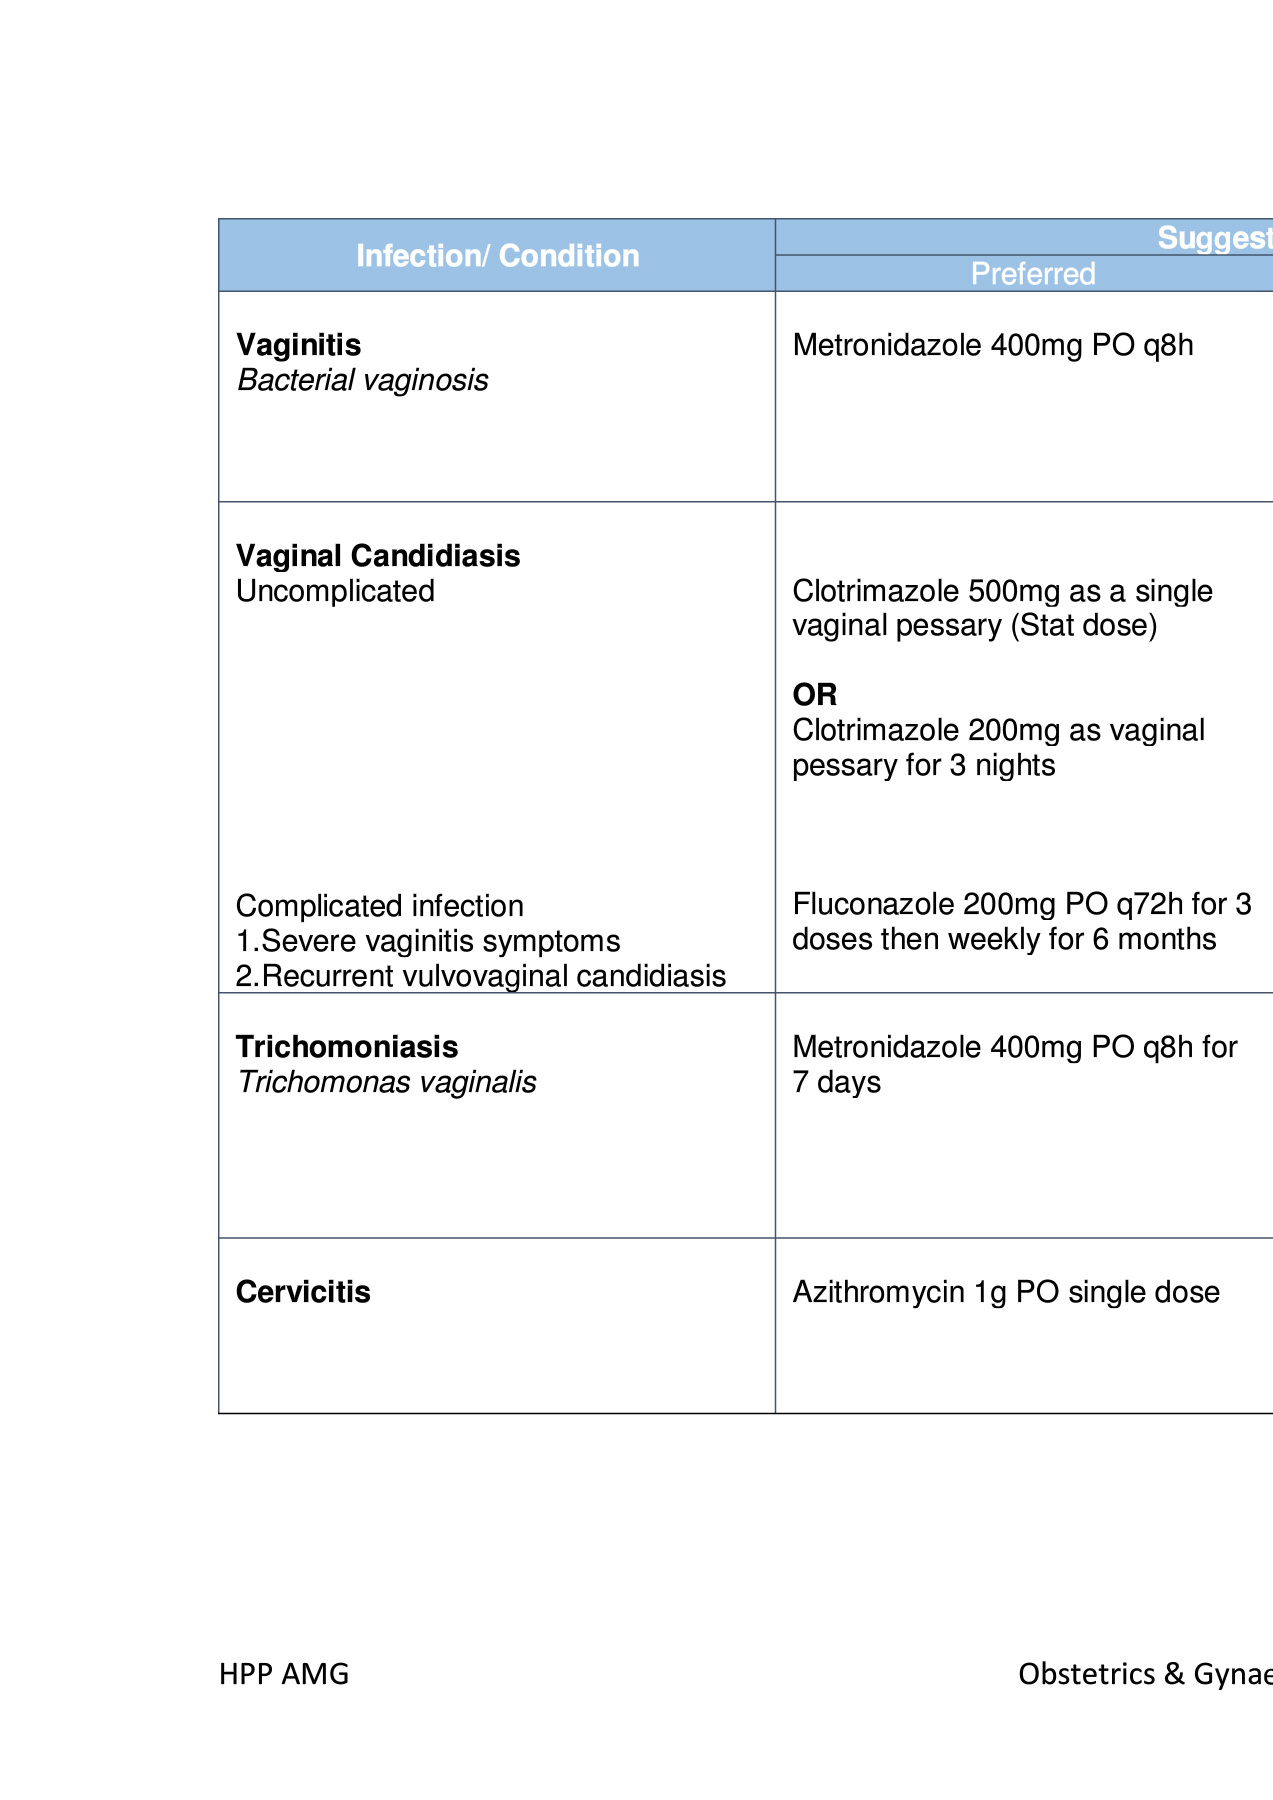 Infection/ Condition
Suggest
Preferred
Vaginitis
Bacterial vaginosis
Metronidazole 400mg PO q8h
Vaginal Candidiasis
Uncomplicated
Clotrimazole 500mg as a single
vaginal pessary (Stat dose)
OR
Clotrimazole 200mg as vaginal
pessary for 3 nights
Complicated infection
1.Severe vaginitis symptoms
2.Recurrent vulvovaginal candidiasis
Fluconazole 200mg PO q72h for 3
doses then weekly for 6 months
Trichomoniasis
Trichomonas vaginalis
Metronidazole 400mg PO q8h for
7 days
Cervicitis
Azithromycin 1g PO single dose
HPP AMG
Obstetrics & Gynae